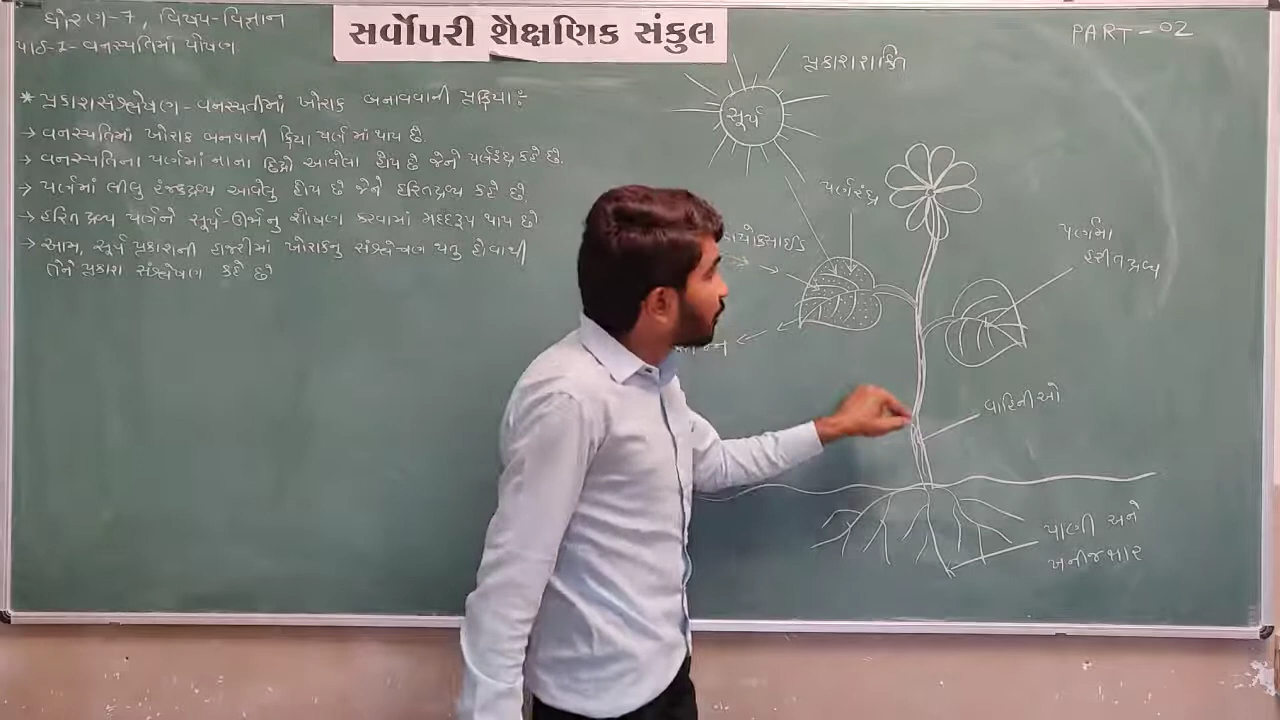 ધોરણ-7, વિષય-વિજ્ઞાન
પાઠ-1-વનસ્પતિમાં પોષણ
સર્વોપરી શૈક્ષણિક સંકુલ
PART-02
* પ્રકાશસંશ્લેષણ-વનસ્પતીમાં ખોરાક બનાવવાની પ્રક્રિયા:-
→ વનસ્પતિમાં ખોરાક બનવાની ક્રિયા પર્ણ માં થાય છે.
→ વનસ્પતિના પર્ણમાં નાના છિદ્રો આવેલા હોય છે જેને પર્ણરંધ્ર કહે છે.
→ પર્ણમાં લીલુ રંજકદ્રવ્ય આવેલુ હોય છે જેને હરિતદ્રવ્ય કહે છે.
→ હરિતદ્રવ્ય પર્ણને સૂર્ય-ઊર્જાનુ શોષણ કરવામાં મદદરૂપ થાય છે
→ આમ, સૂર્ય પ્રકાશની હાજરીમાં ખોરાકનુ સંશ્લેષણ થતુ હોવાથી
તેને પ્રકાશ સંશ્લેષણ કહે છે
પ્રકાશશક્તિ
સૂર્ય
પર્ણરંધ્ર
પર્ણમા
હરીતદ્રવ્ય
વાહિનીઓ
પાણી અને
ખનીજક્ષાર